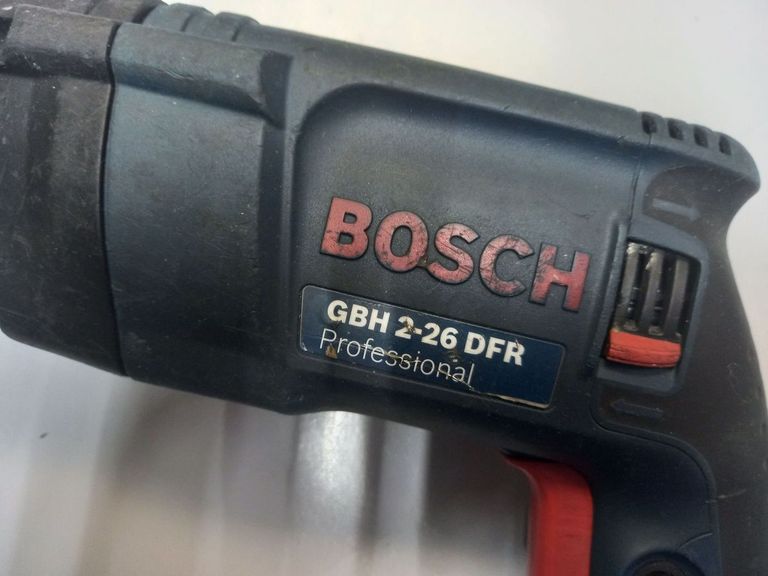 BOSCH
GBH 2-26 DFR
Professional